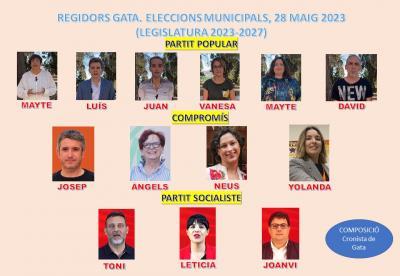 REGIDORS GATA. ELECCIONS MUNICIPALS, 28 MAIG 2023
(LEGISLATURA 2023-2027)
PARTIT POPULAR
NEW
MAYTE LUÍS JUAN VANESA MAYTE DAVID
COMPROMÍS
JOSEP ANGELS NEUS YOLANDA
PARTIT SOCIALISTE
TONI LETICIA JOANVI
COMPOSICIÓ
Cronista de
Gata